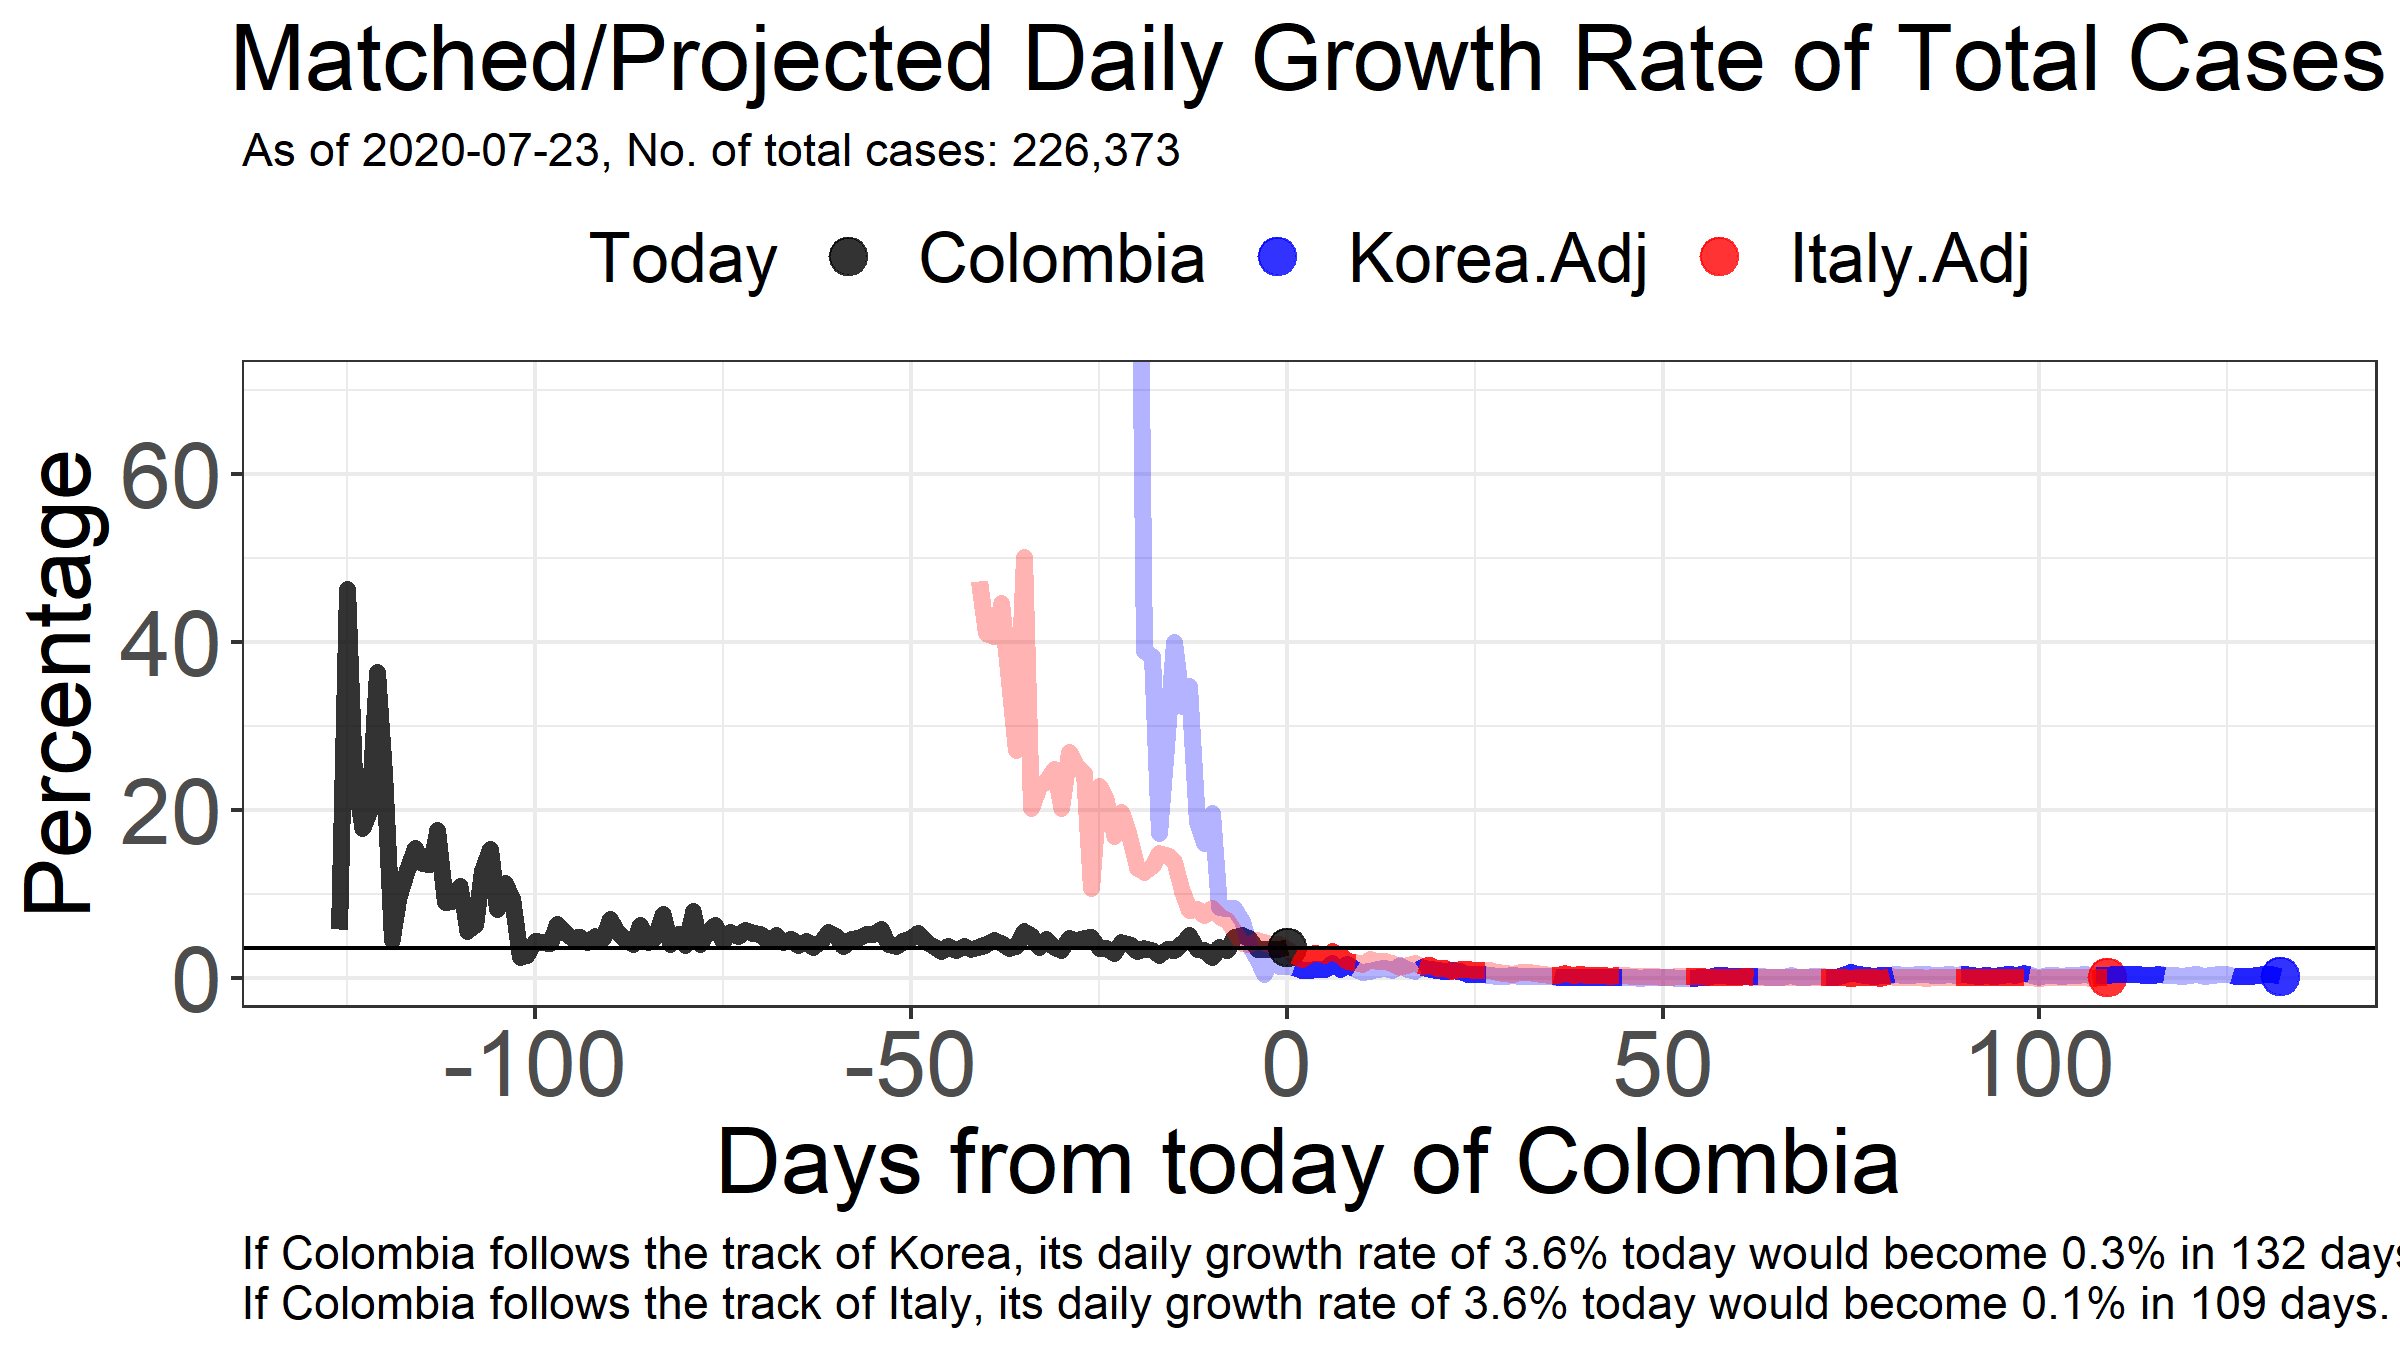 Matched/Projected Daily Growth Rate of Total Cases
As of 2020-07-23, No. of total cases: 226,373
Today Colombia Korea.Adj Italy.Adj
Percentage
60
40
20
0
-100 -50 0 50 100
Days from today of Colombia
If Colombia follows the track of Korea, its daily growth rate of 3.6% today would become 0.3% in 132 days
If Colombia follows the track of Italy, its daily growth rate of 3.6% today would become 0.1% in 109 days.